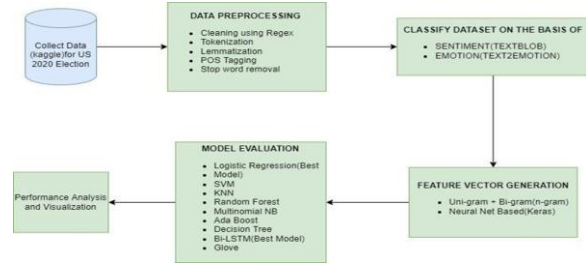 Collect Data
(kaggle)for US
2020 Election
DATA PREPROCESSING
Cleaning using Regex
Tokenization
Lemmatization
POS Tagging
Stop word removal
CLASSIFY DATASET ON THE BASIS OF
SENTIMENT(TEXTBLOB)
EMOTION(TEXT2EMOTION)
FEATURE VECTOR GENERATION
Uni-gram + Bi-gram(n-gram)
Neural Net Based(Keras)
MODEL EVALUATION
Logistic Regression(Best
Model)
SVM
KNN
Random Forest
Multinomial NB
Ada Boost
Decision Tree
Bi-LSTM(Best Model)
Glove
Performance Analysis
and Visualization